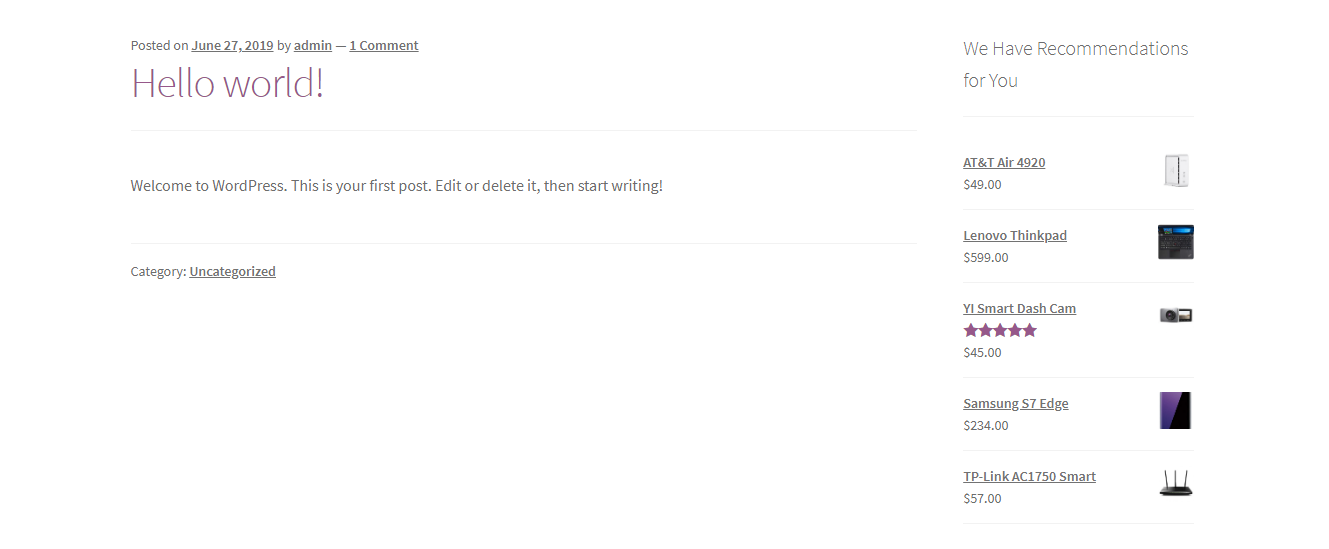 Posted on June 27, 2019 by admin — 1 Comment
Hello world!
Welcome to WordPress. This is your first post. Edit or delete it, then start writing!
Category: Uncategorized
We Have Recommendations
for You
AT&T Air 4920
$49.00
Lenovo Thinkpad
$599.00
YI Smart Dash Cam
$45.00
Samsung S7 Edge
$234.00
TP-Link AC1750 Smart
$57.00